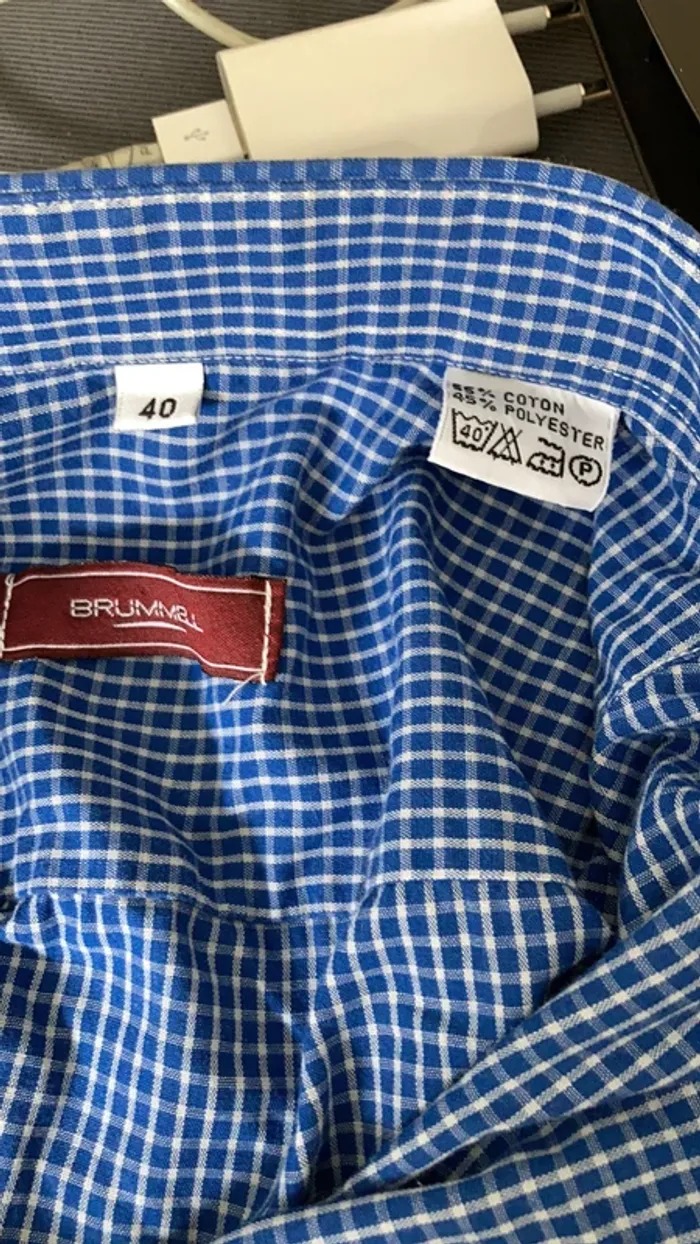 40
55% COTON
45% POLYESTER
40
P
BRUMMELL